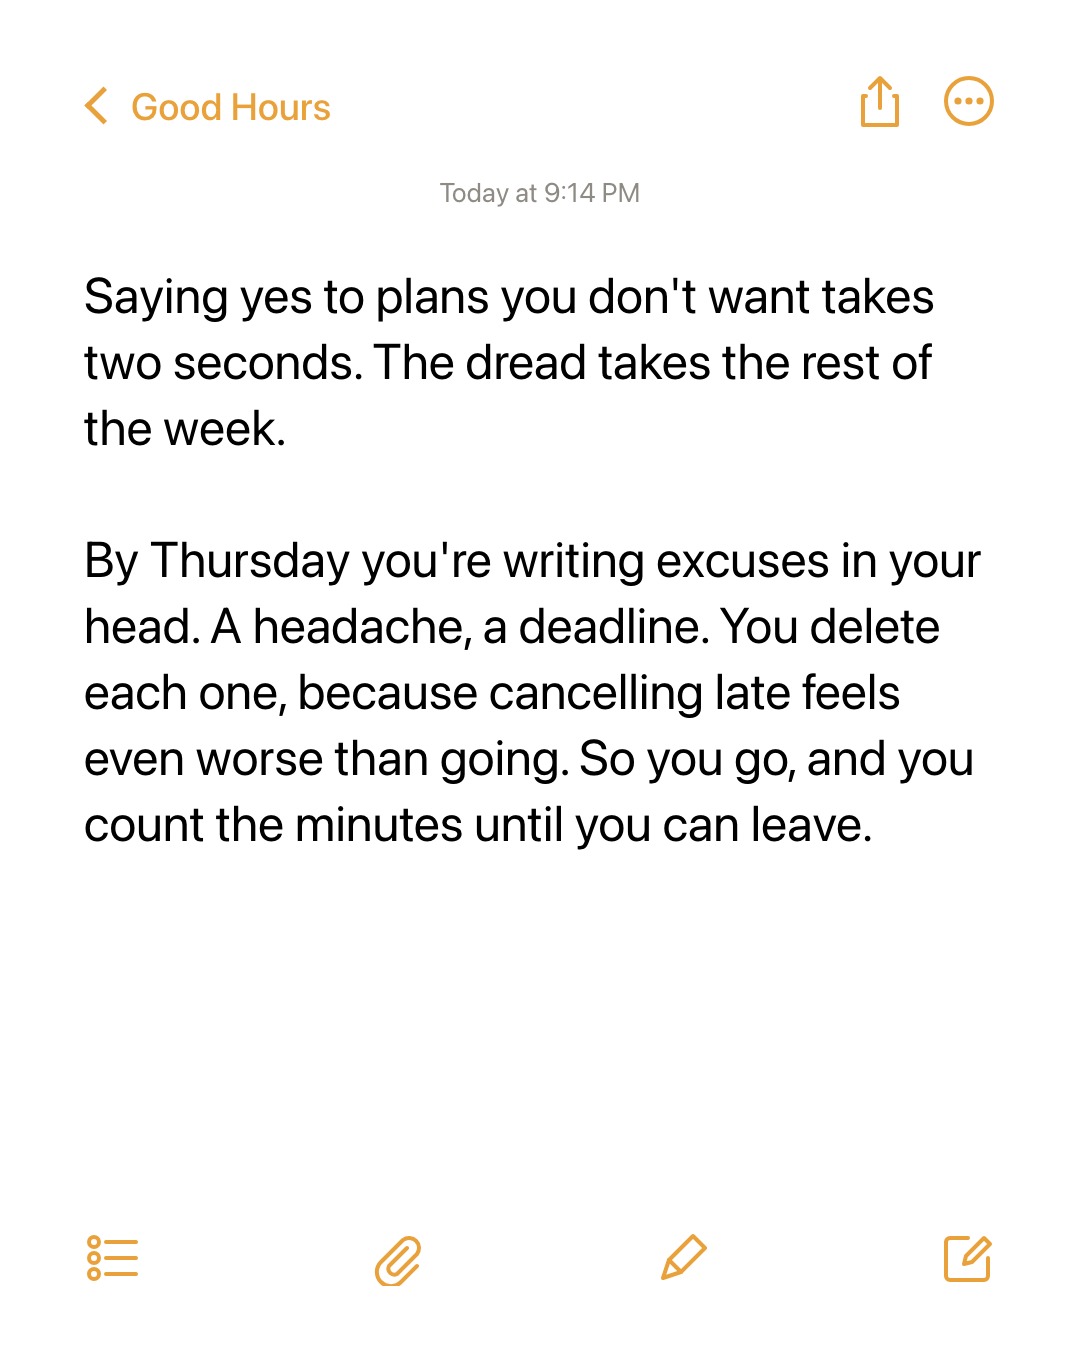 Good Hours
Today at 9:14 PM
Saying yes to plans you don't want takes
two seconds. The dread takes the rest of
the week.
By Thursday you're writing excuses in your
head. A headache, a deadline. You delete
each one, because cancelling late feels
even worse than going. So you go, and you
count the minutes until you can leave.